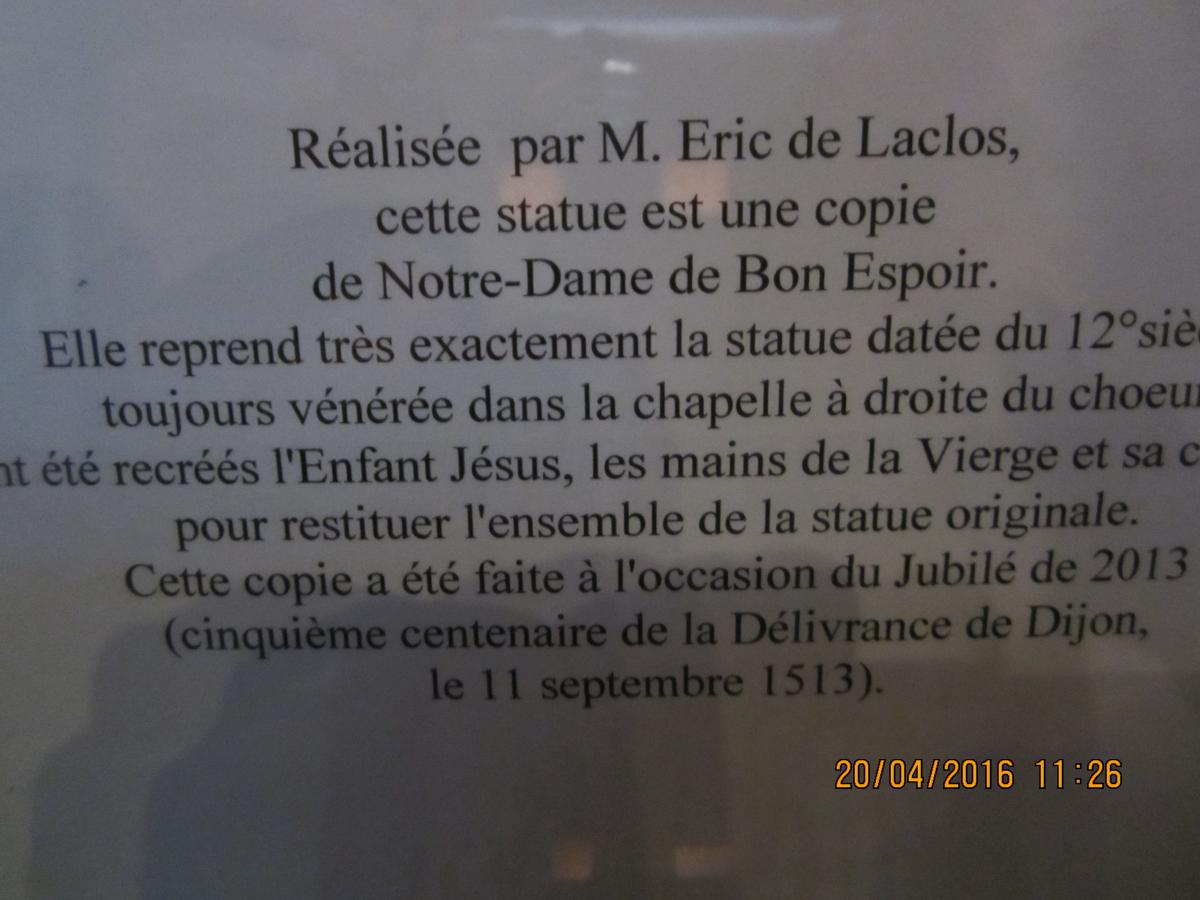 Réalisée par M. Eric de Laclos,
cette statue est une copie
de Notre-Dame de Bon Espoir.
Elle reprend très exactement la statue datée du
toujours vénérée dans la chapelle à droite du choeur
été recréés l'Enfant Jésus, les mains de la Vierge et sa
pour restituer l'ensemble de la statue originale.
Cette copie a été faite à l'occasion du Jubilé de 2013
(cinquième centenaire de la Délivrance de Dijon,
le 11 septembre 1513).
20/04/2016 11:26